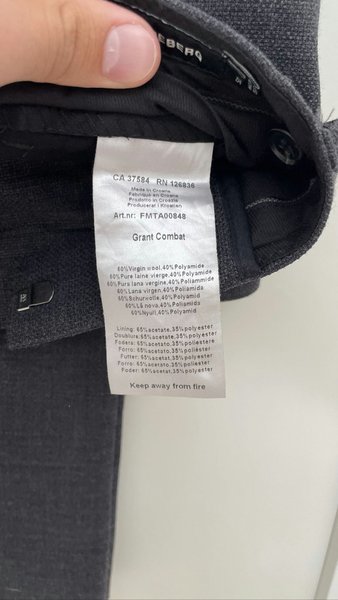 EBERG
CA 37584 RN 126836
Made in Croatia
Fabriqué en Croatie
Prodotto in Croazia
Producerat i Kroatien
Art.nr: FMTA00848
Grant Combat
60%Virgin wool,40%Polyamide
60%Pure laine vierge,40%Polyamide
60%Pura lana vergine,40%Poliammide
60%Lana virgen,40%Polyamida
60%Schurwolle,40%Polyamid
60%Lã nova,40%Poliamida
60%Nyull,40%Polyamid
Lining: 65%acetate,35%polyester
Doublure:65%acetate,35%polyester
Fodera: 65%acetato,35%poliestere
Forro: 65%acetato,35%poliéster
Futter: 65%acetat,35%polyester
Forro: 65%acetato,35%poliéster
Foder: 65%acetat,35%polyester
Keep away from fire